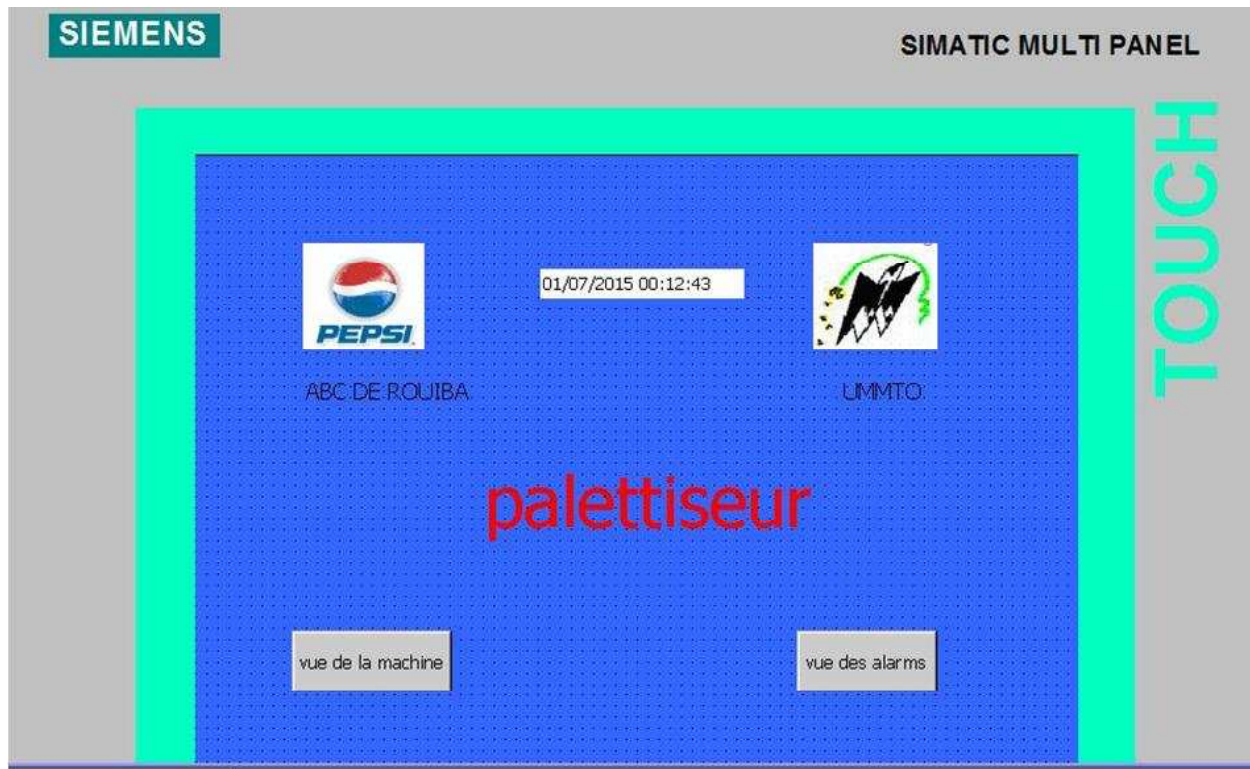 SIEMENS
SIMATIC MULTI PANEL
TOUCH
PEPSI
01/07/2015 00:12:43
ABC DE ROUIBA
UMMTO
palettiseur
vue de la machine
vue des alarms